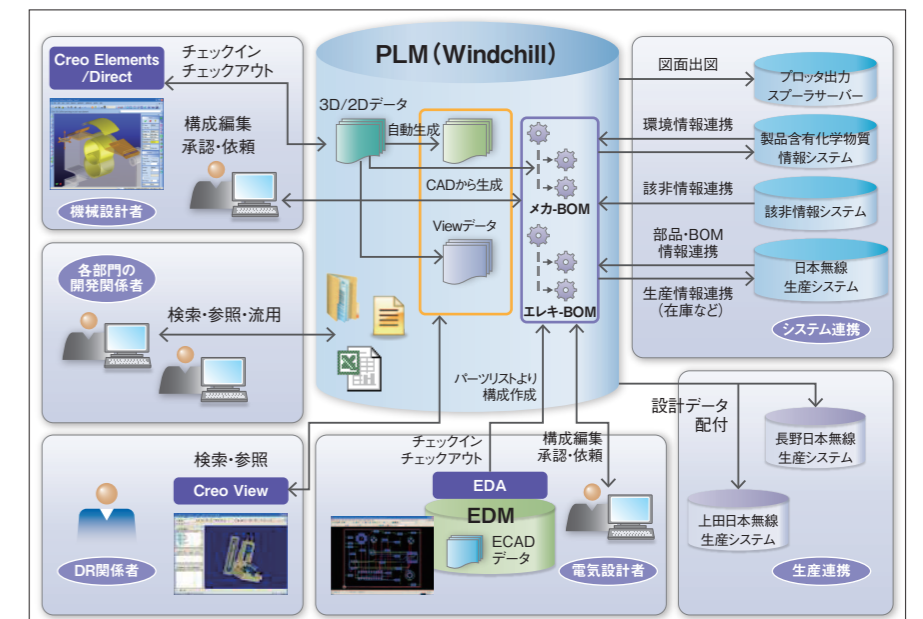 PLM（Windchill）
Creo Elements
/Direct
チェックイン
チェックアウト
構成編集
承認・依頼
機械設計者
3D/2Dデータ
自動生成
CADから生成
Viewデータ
メカ-BOM
エレキ-BOM
図面出図
プロッタ出力
スプーラサーバー
環境情報連携
製品含有化学物質
情報システム
該非情報連携
該非情報システム
部品・BOM
情報連携
日本無線
生産システム
生産情報連携
（在庫など）
システム連携
各部門の
開発関係者
検索・参照・流用
パーツリストより
構成作成
設計データ
配付
長野日本無線
生産システム
上田日本無線
生産システム
生産連携
検索・参照
Creo View
DR関係者
チェックイン
チェックアウト
構成編集
承認・依頼
EDA
EDM
ECAD
データ
電気設計者